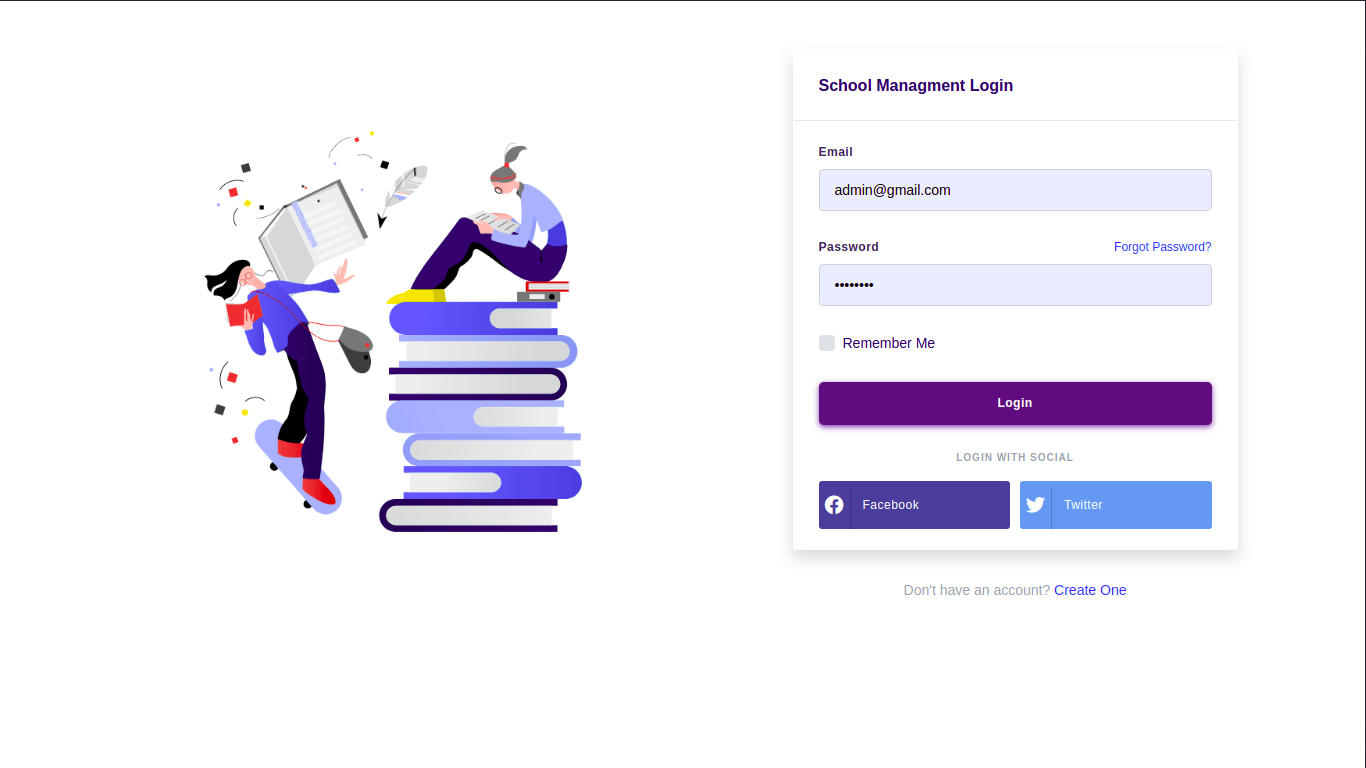 School Managment Login
Email
admin@gmail.com
Password Forgot Password?
••••••••
Remember Me
Login
LOGIN WITH SOCIAL
Facebook Twitter
Don't have an account? Create One